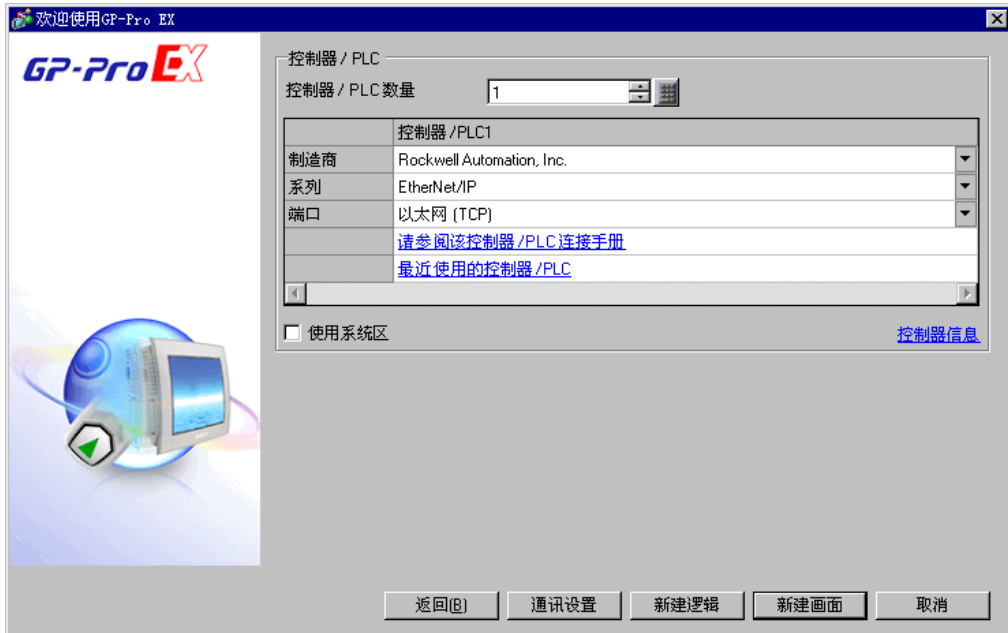 欢迎使用GP-Pro EX
GP-Pro EX
控制器 / PLC
控制器 / PLC 数量 1
控制器 /PLC1
制造商 Rockwell Automation, Inc.
系列 EtherNet/IP
端口 以太网 (TCP)
请参阅该控制器 /PLC 连接手册
最近使用的控制器 /PLC
使用系统区 控制器信息
返回(B) 通讯设置 新建逻辑 新建画面 取消